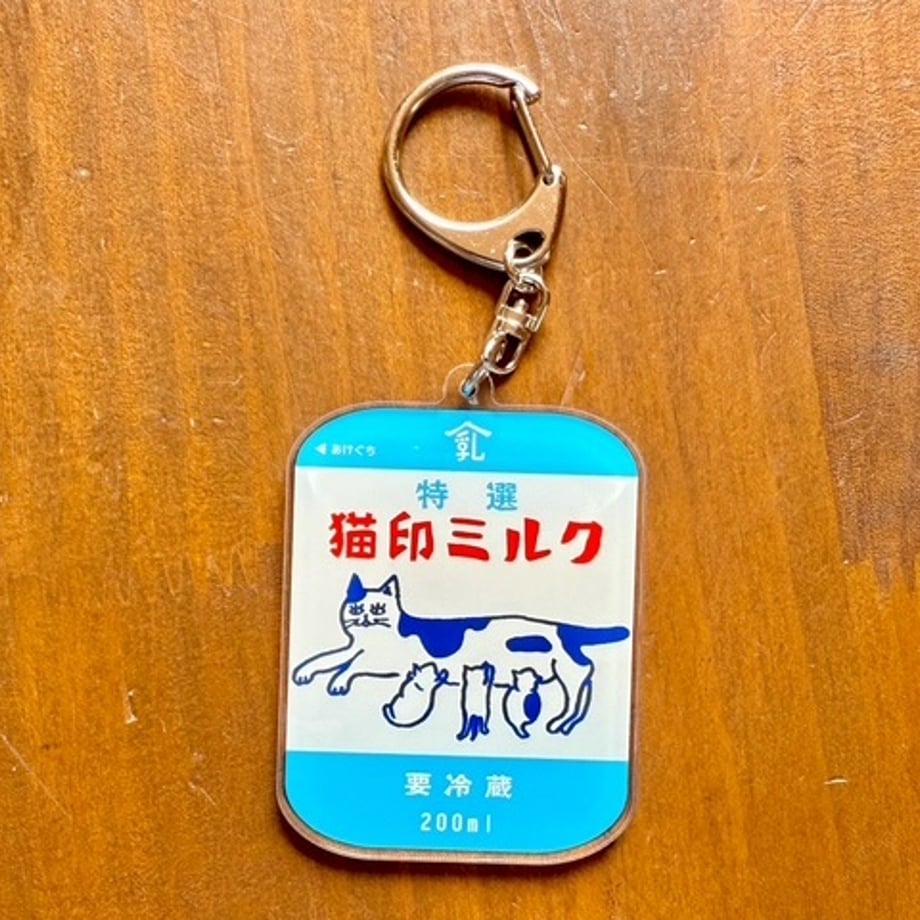 乳
◀あけぐち
特選
猫印ミルク
要冷蔵
200ml